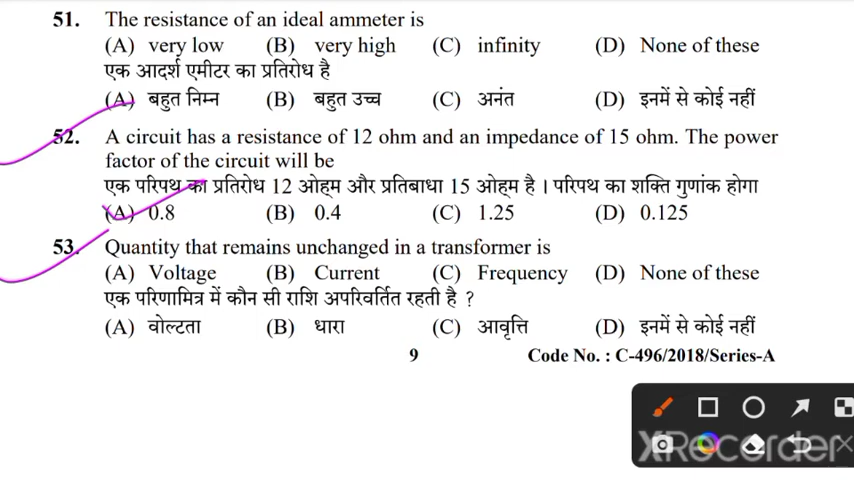 51. The resistance of an ideal ammeter is
(A) very low (B) very high (C) infinity (D) None of these
एक आदर्श एमीटर का प्रतिरोध है
(A) बहुत निम्न (B) बहुत उच्च (C) अनंत (D) इनमें से कोई नहीं
52. A circuit has a resistance of 12 ohm and an impedance of 15 ohm. The power
factor of the circuit will be
एक परिपथ का प्रतिरोध 12 ओह्म और प्रतिबाधा 15 ओह्म है । परिपथ का शक्ति गुणांक होगा
(A) 0.8 (B) 0.4 (C) 1.25 (D) 0.125
53. Quantity that remains unchanged in a transformer is
(A) Voltage (B) Current (C) Frequency (D) None of these
एक परिणामित्र में कौन सी राशि अपरिवर्तित रहती है ?
(A) वोल्टता (B) धारा (C) आवृत्ति (D) इनमें से कोई नहीं
9 Code No. : C-496/2018/Series-A
XRecorder